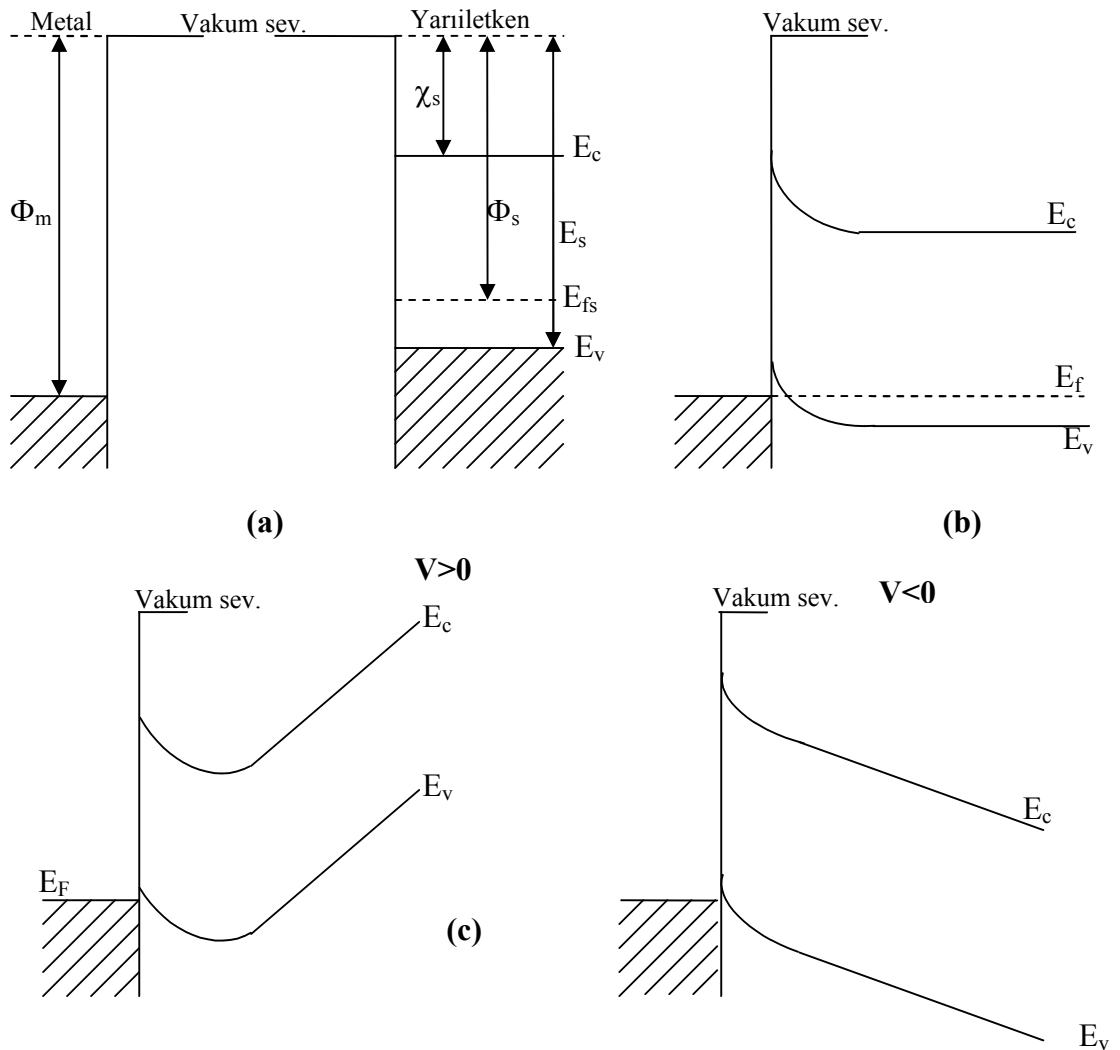 Metal Vakum sev. Yarıiletken
χs
Ec
Φm
Φs
Es
Efs
Ev
(a)
Vakum sev.
Ec
Ef
Ev
(b)
V>0
Vakum sev.
Ec
Ev
EF
(c)
V<0
Vakum sev.
Ec
Ev